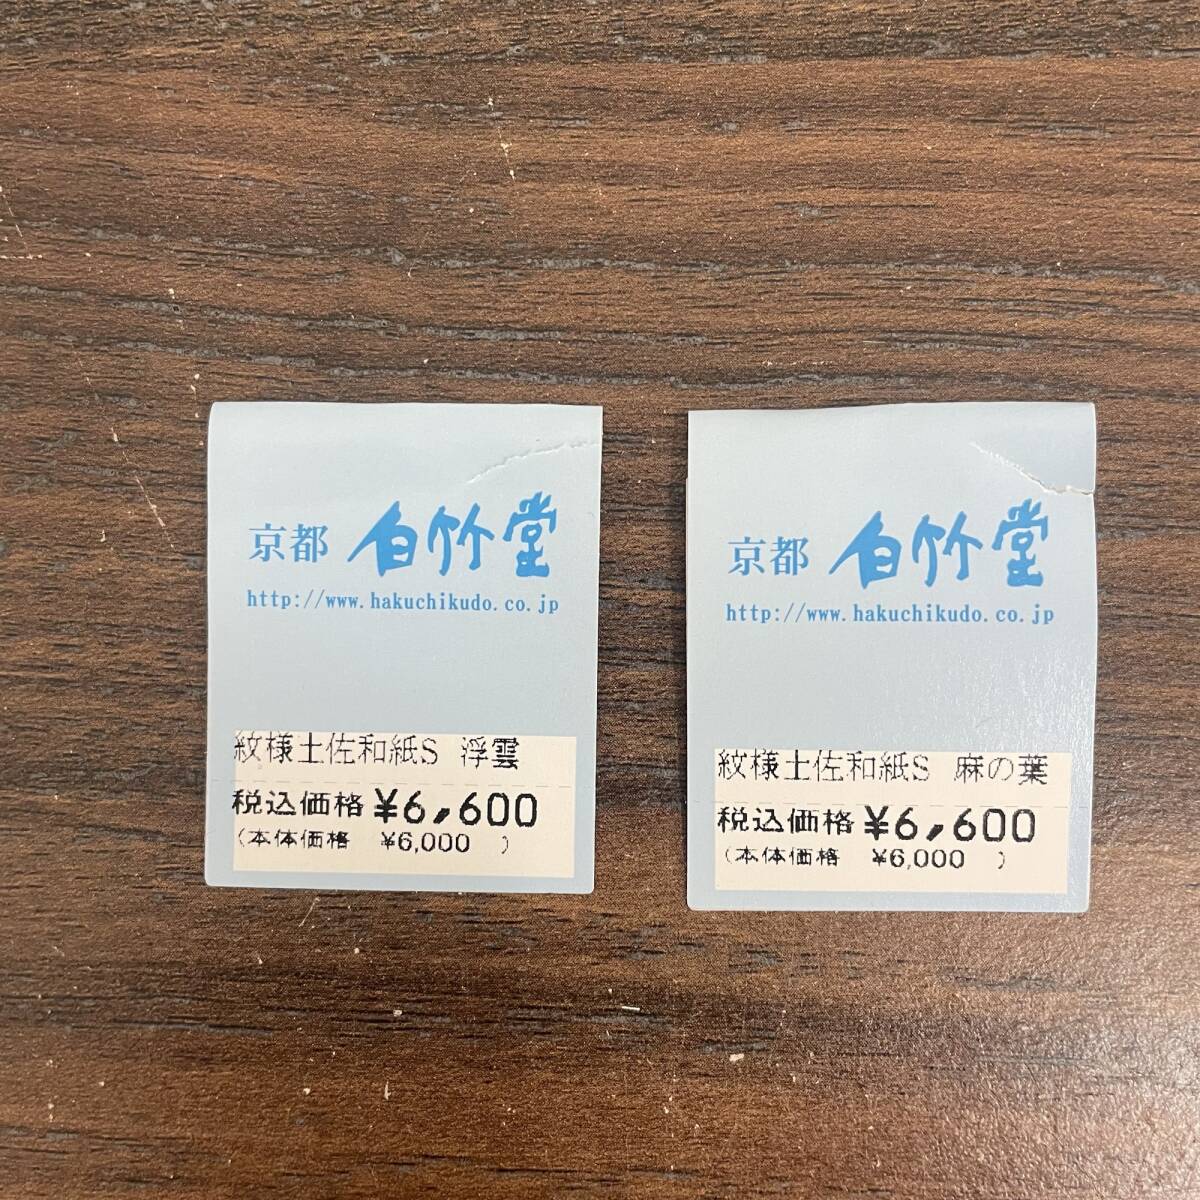 京都 白竹堂
http://www.hakuchikudo.co.jp
紋様土佐和紙S 浮雲
税込価格 ¥6,600
(本体価格 ¥6,000 )
京都 白竹堂
http://www.hakuchikudo.co.jp
紋様土佐和紙S 麻の葉
税込価格 ¥6,600
(本体価格 ¥6,000 )